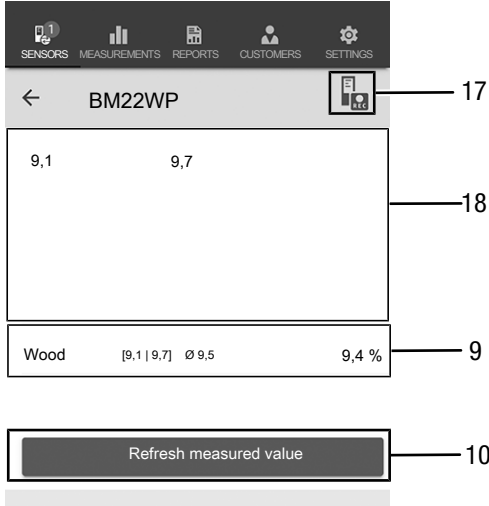 1
SENSORS MEASUREMENTS REPORTS CUSTOMERS SETTINGS
← BM22WP
REC
17
9,1 9,7
18
Wood [9,1 | 9,7] Ø 9,5 9,4 %
9
Refresh measured value
10